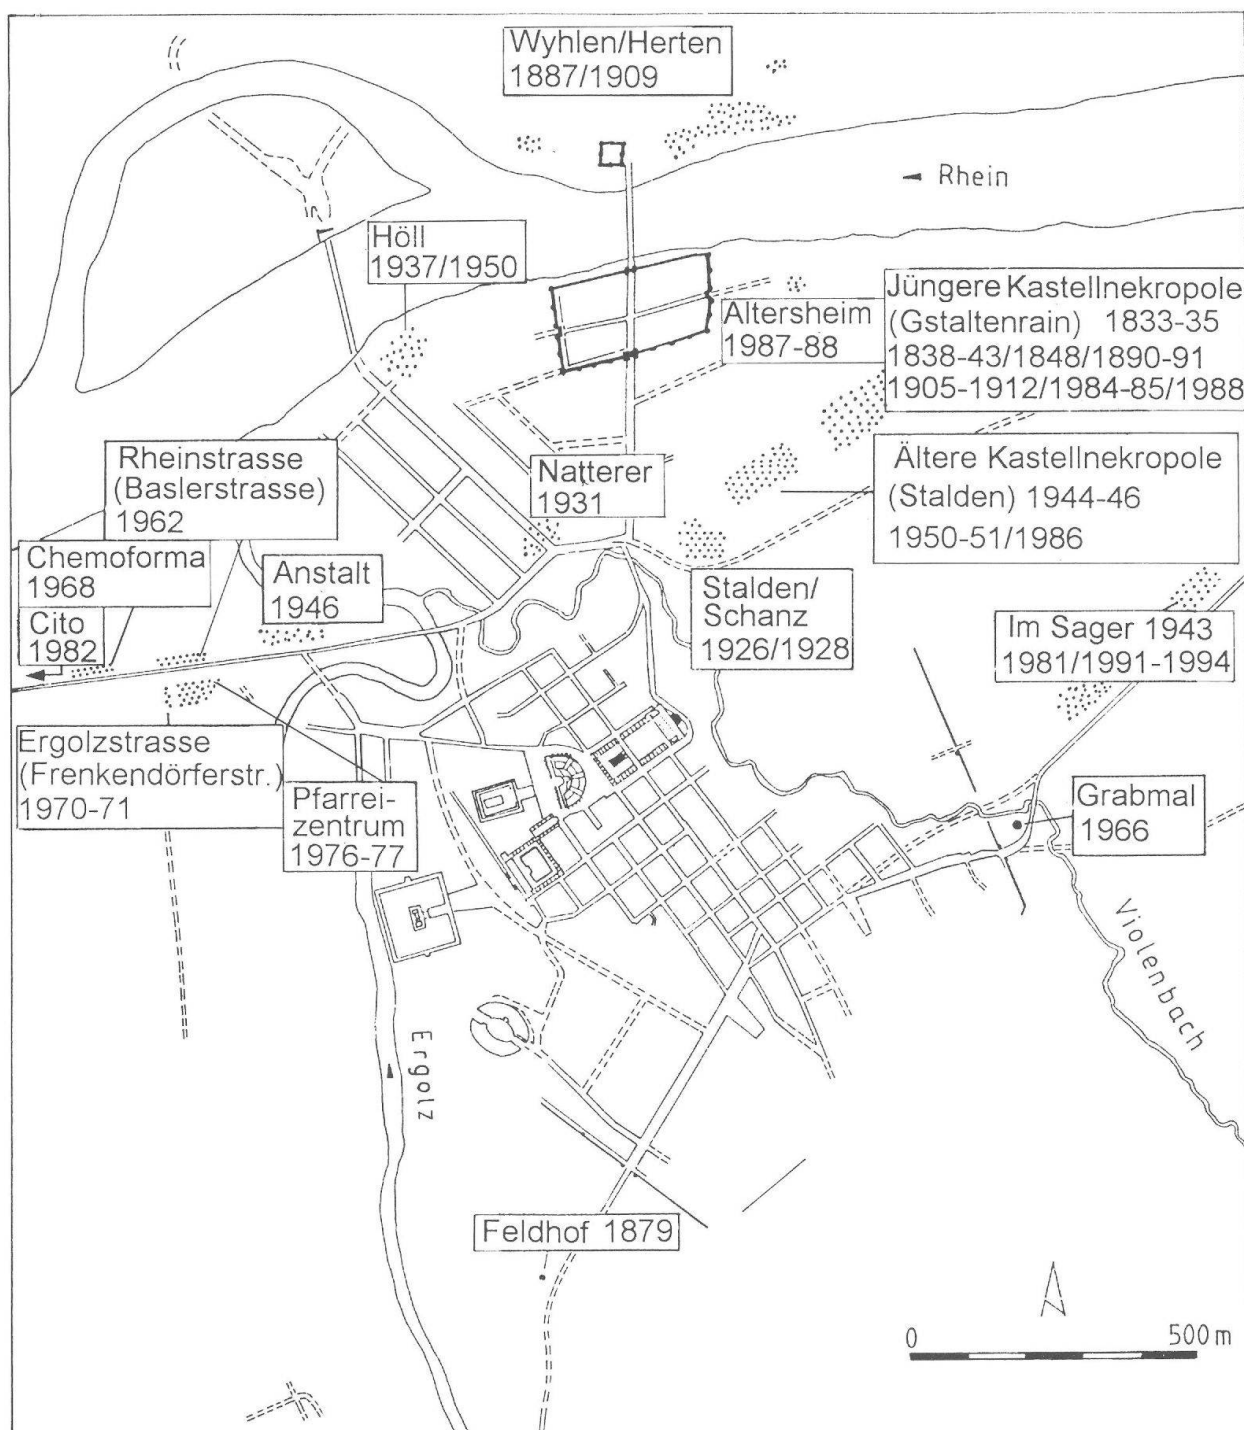 Wyhlen/Herten
1887/1909
Rhein
Höll
1937/1950
Altersheim
1987-88
Jüngere Kastellnekropole
(Gstaltenrain) 1833-35
1838-43/1848/1890-91
1905-1912/1984-85/1988
Rheinstrasse
(Baslerstrasse)
1962
Natterer
1931
Ältere Kastellnekropole
(Stalden) 1944-46
1950-51/1986
Chemoforma
1968
Anstalt
1946
Stalden/
Schanz
1926/1928
Cito
1982
Im Sager 1943
1981/1991-1994
Ergolzstrasse
(Frenkendörferstr.)
1970-71
Pfarrei-
zentrum
1976-77
Grabmal
1966
Violenbach
Ergolz
Feldhof 1879
0 500 m